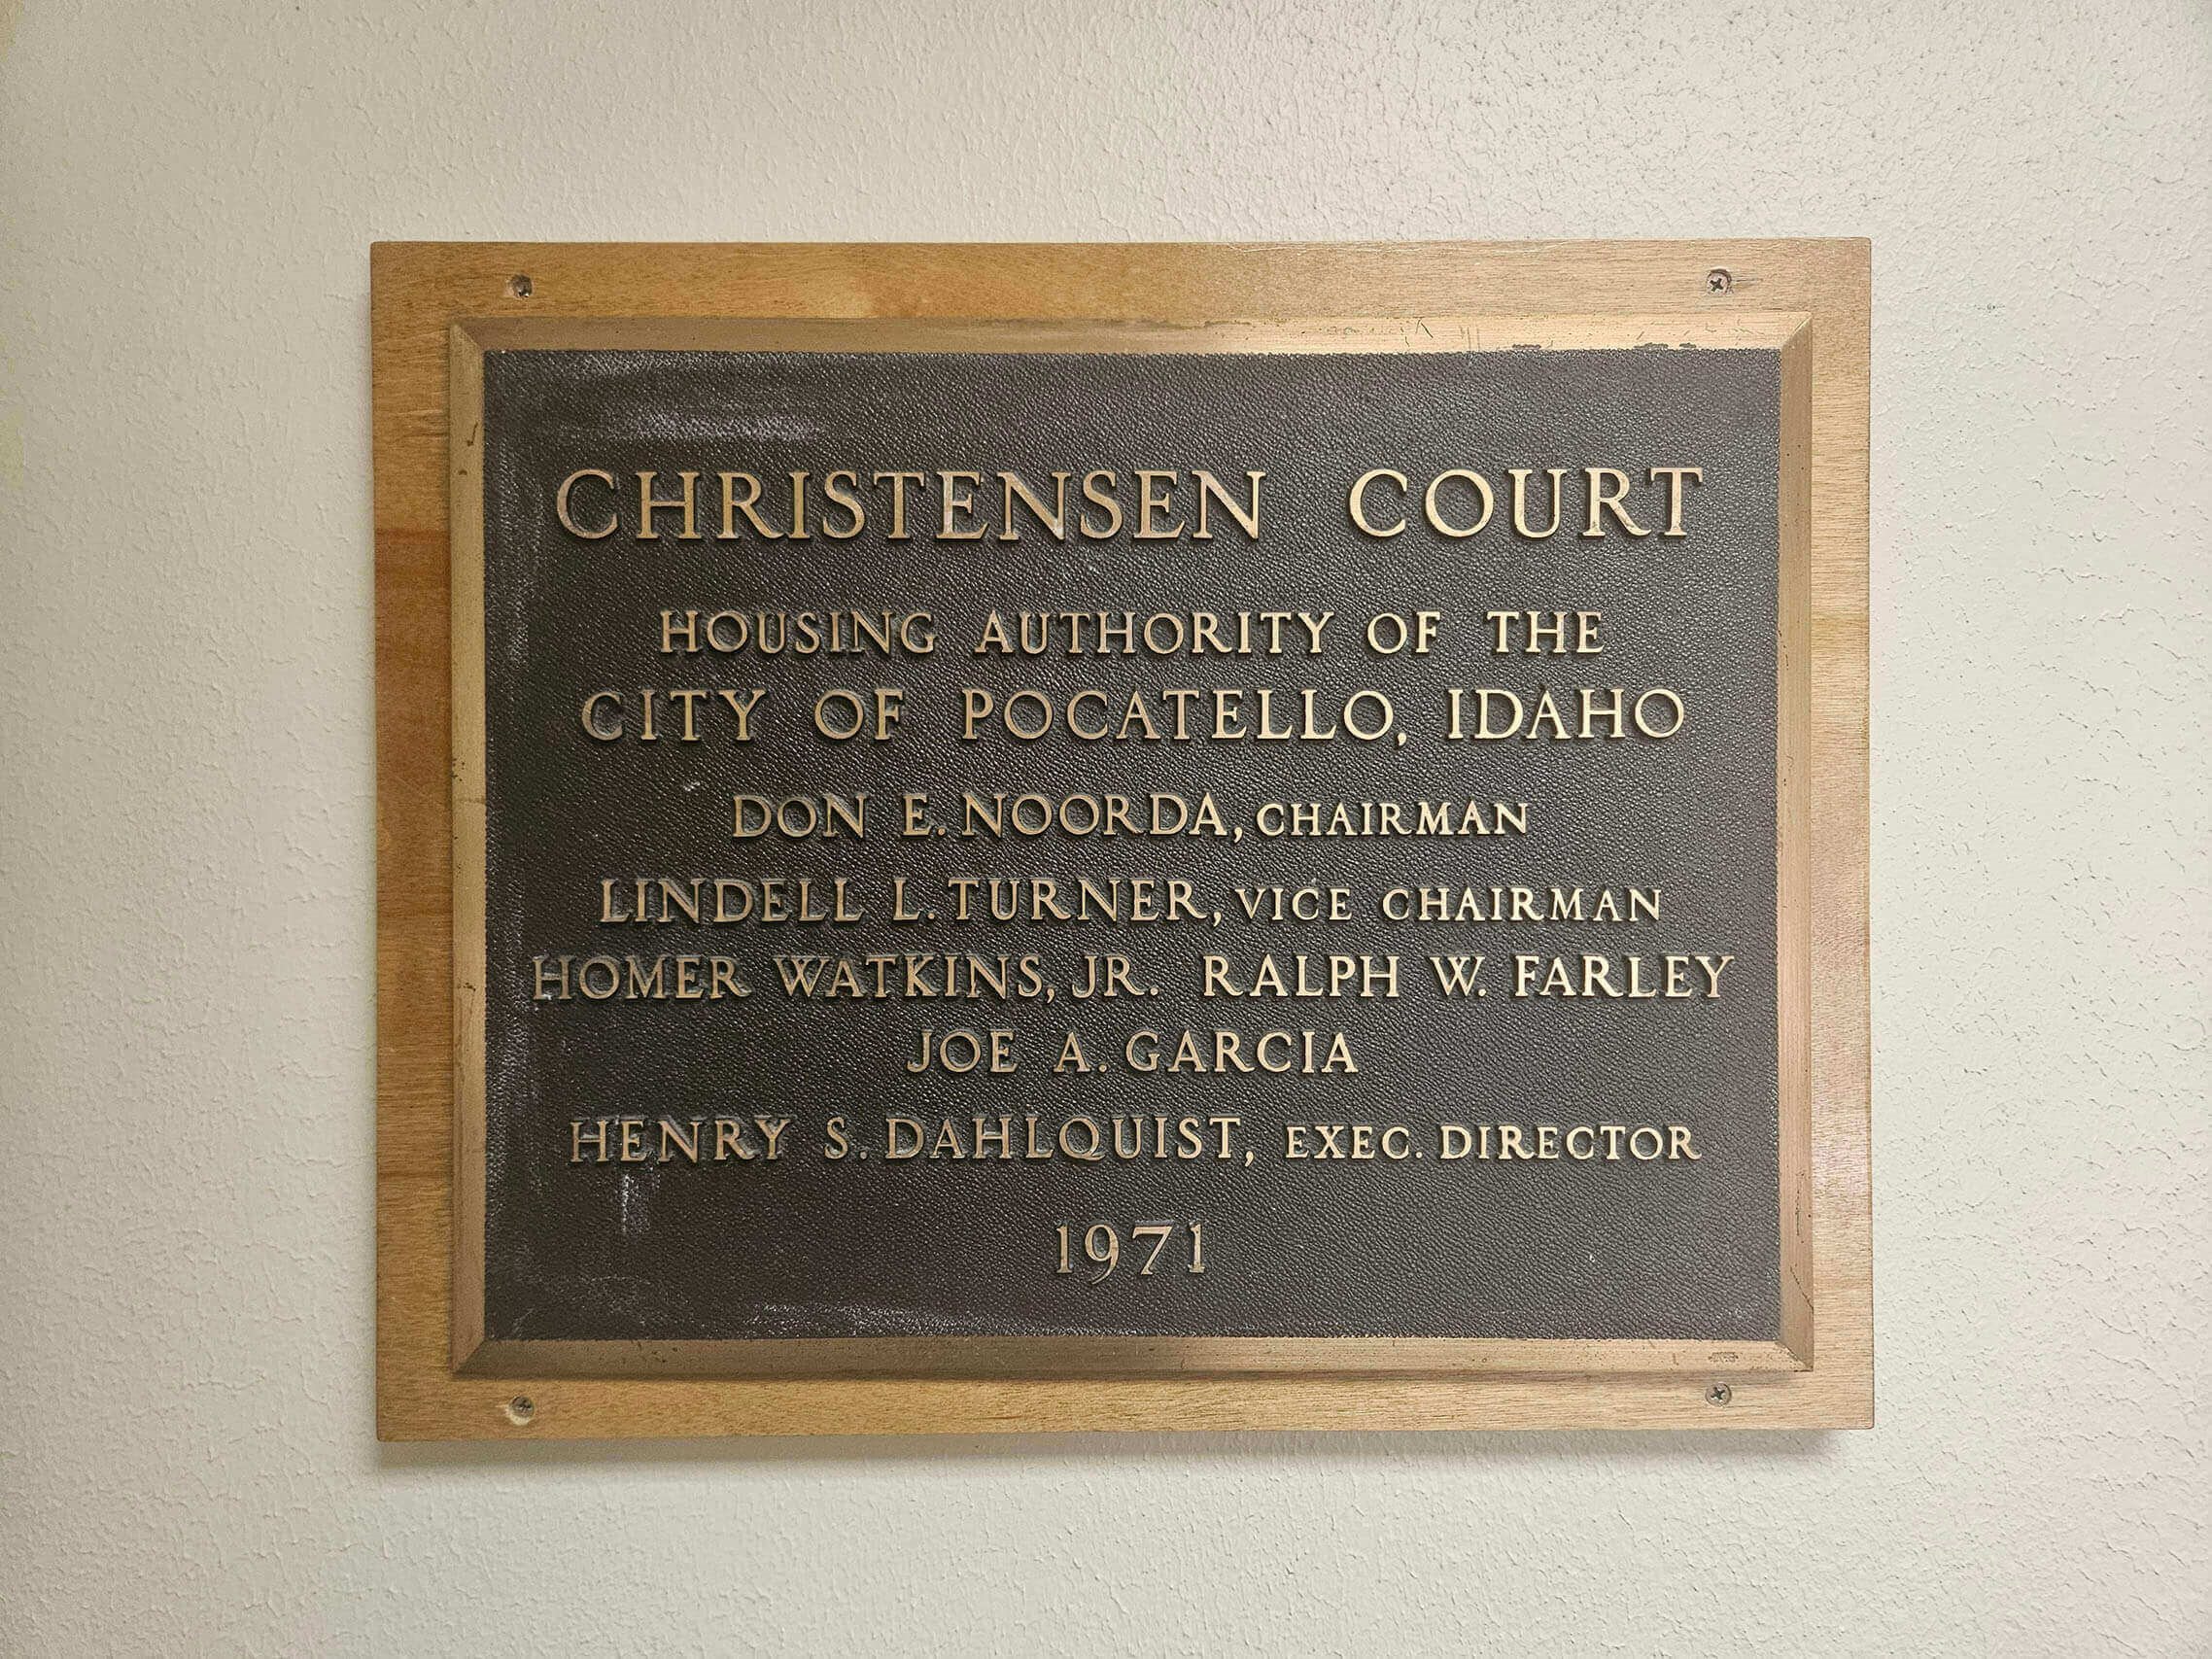 CHRISTENSEN COURT
HOUSING AUTHORITY OF THE
CITY OF POCATELLO, IDAHO
DON E. NOORDA, CHAIRMAN
LINDELL L. TURNER, VICE CHAIRMAN
HOMER WATKINS, JR. RALPH W. FARLEY
JOE A. GARCIA
HENRY S. DAHLQUIST, EXEC. DIRECTOR
1971